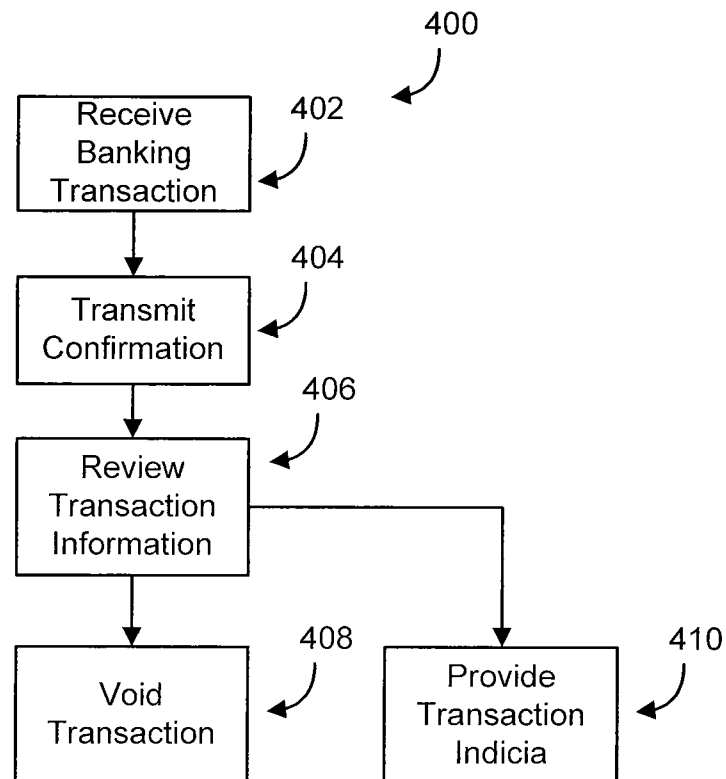 400
Receive
Banking
Transaction
402
Transmit
Confirmation
404
Review
Transaction
Information
406
Void
Transaction
408
Provide
Transaction
Indicia
410